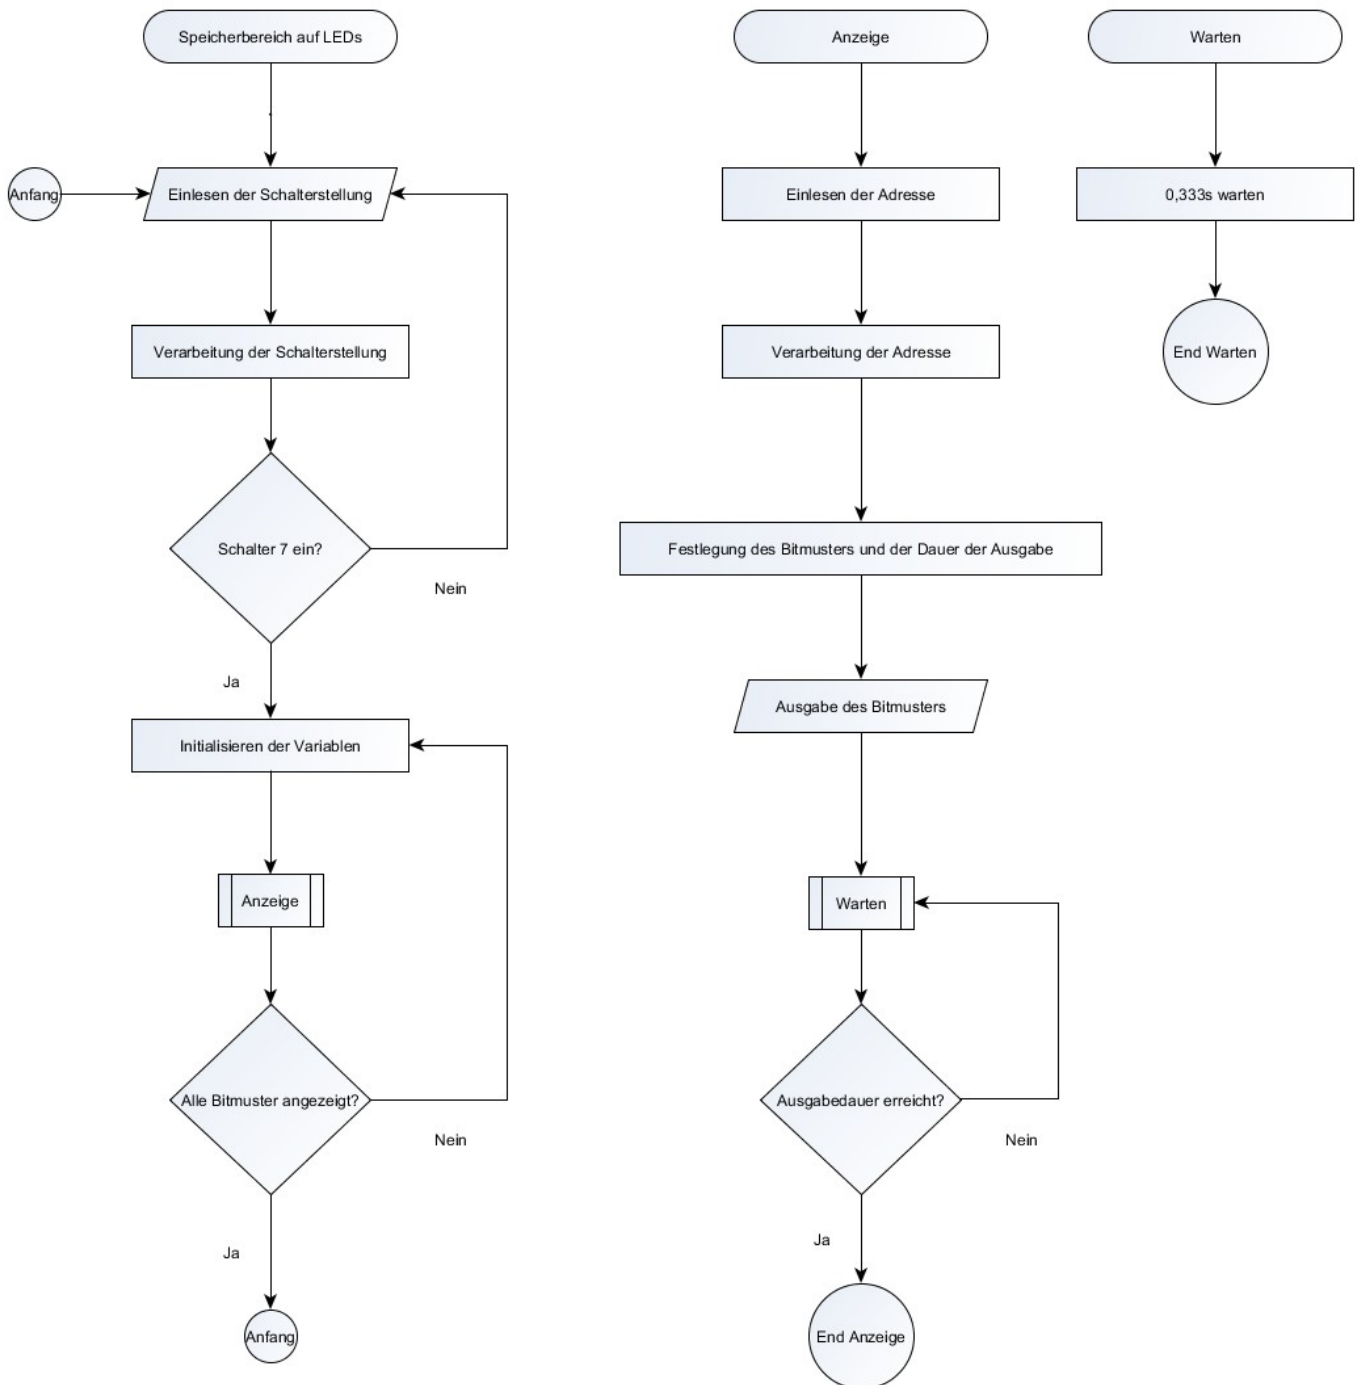 Speicherbereich auf LEDs
Anfang
Einlesen der Schalterstellung
Verarbeitung der Schalterstellung
Schalter 7 ein?
Nein
Ja
Initialisieren der Variablen
Anzeige
Alle Bitmuster angezeigt?
Nein
Ja
Anfang
Anzeige
Einlesen der Adresse
Verarbeitung der Adresse
Festlegung des Bitmusters und der Dauer der Ausgabe
Ausgabe des Bitmusters
Warten
Ausgabedauer erreicht?
Nein
Ja
End Anzeige
Warten
0,333s warten
End Warten